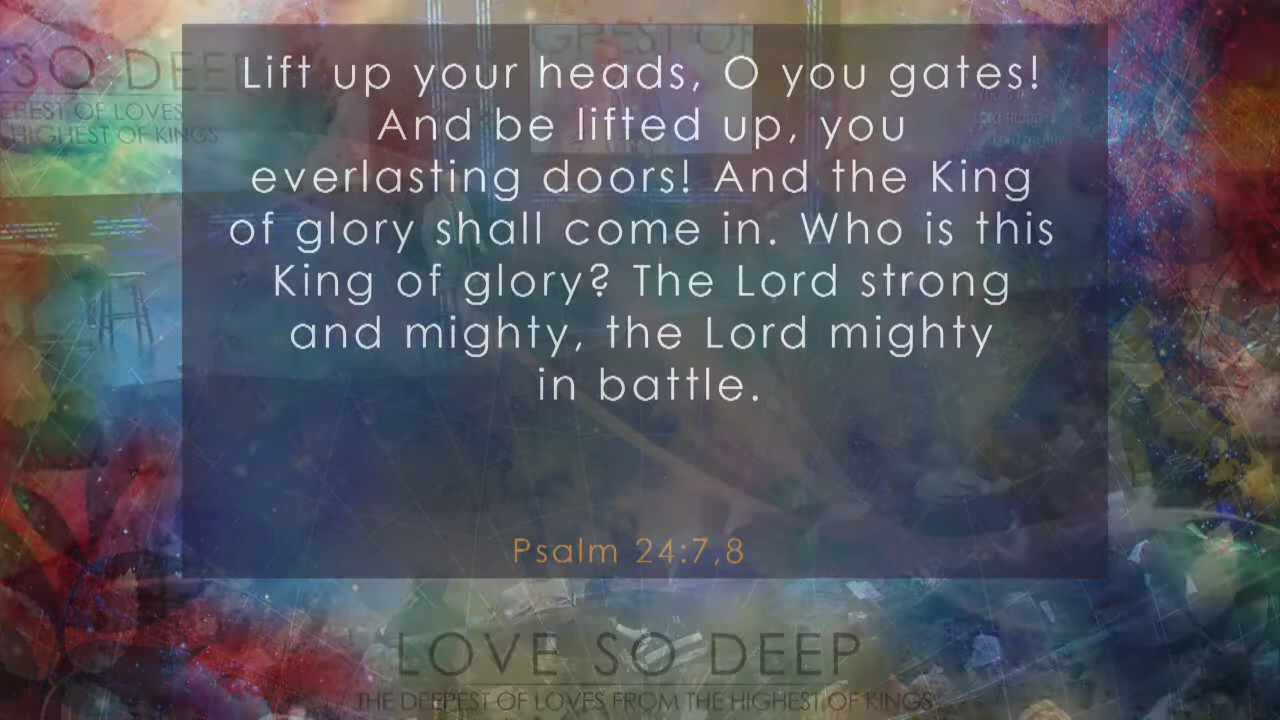 SO DEE
EPEST OF LOVES
HIGHEST OF KINGS
Lift up your heads, O you gates!
And be lifted up, you
everlasting doors! And the King
of glory shall come in. Who is this
King of glory? The Lord strong
and mighty, the Lord mighty
in battle.
Psalm 24:7,8
LOVE SO DEEP
THE DEEPEST OF LOVES FROM THE HIGHEST OF KINGS